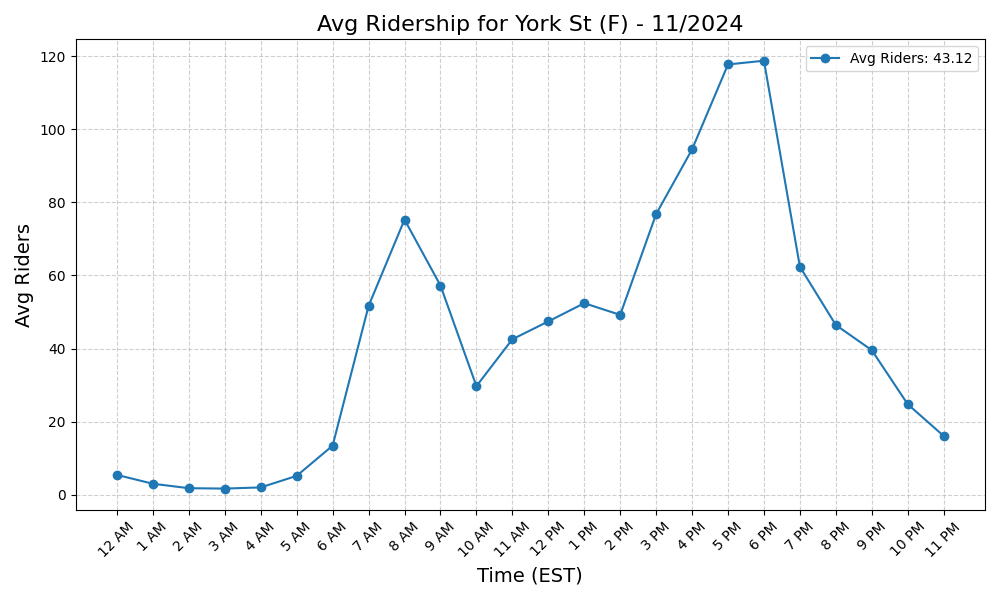 Avg Ridership for York St (F) - 11/2024
Avg Riders: 43.12
Avg Riders
120
100
80
60
40
20
0
12 AM
1 AM
2 AM
3 AM
4 AM
5 AM
6 AM
7 AM
8 AM
9 AM
10 AM
11 AM
12 PM
1 PM
2 PM
3 PM
4 PM
5 PM
6 PM
7 PM
8 PM
9 PM
10 PM
11 PM
Time (EST)